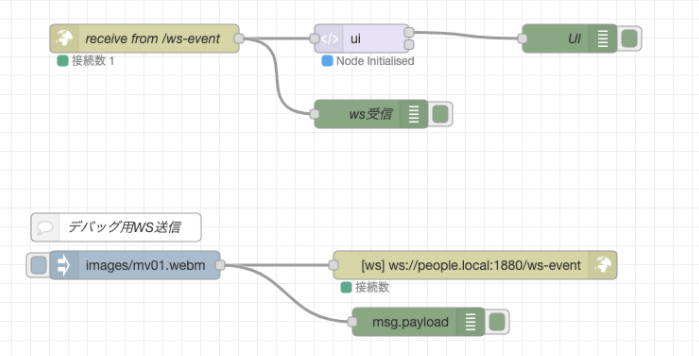 receive from /ws-event
接続数 1
</> ui
Node Initialised
UI
ws受信
デバッグ用WS送信
images/mv01.webm
[ws] ws://people.local:1880/ws-event
接続数
msg.payload